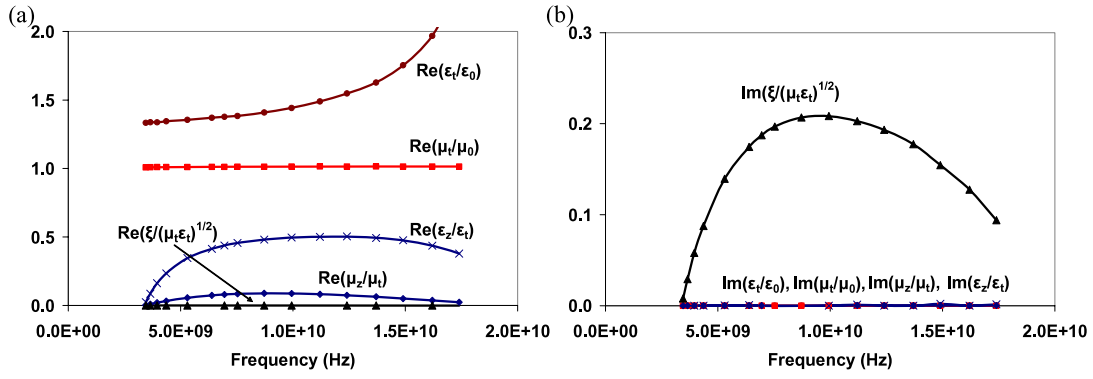 (a)
2.0
1.5
1.0
0.5
0.0
Re(εt/ε0)
Re(μt/μ0)
Re(ξ/(μtεt)1/2)
Re(εz/εt)
Re(μz/μt)
0.0E+00
5.0E+09
1.0E+10
1.5E+10
2.0E+10
Frequency (Hz)
(b)
0.3
0.2
0.1
0.0
Im(ξ/(μtεt)1/2)
Im(εt/ε0), Im(μt/μ0), Im(μz/μt), Im(εz/εt)
0.0E+00
5.0E+09
1.0E+10
1.5E+10
2.0E+10
Frequency (Hz)